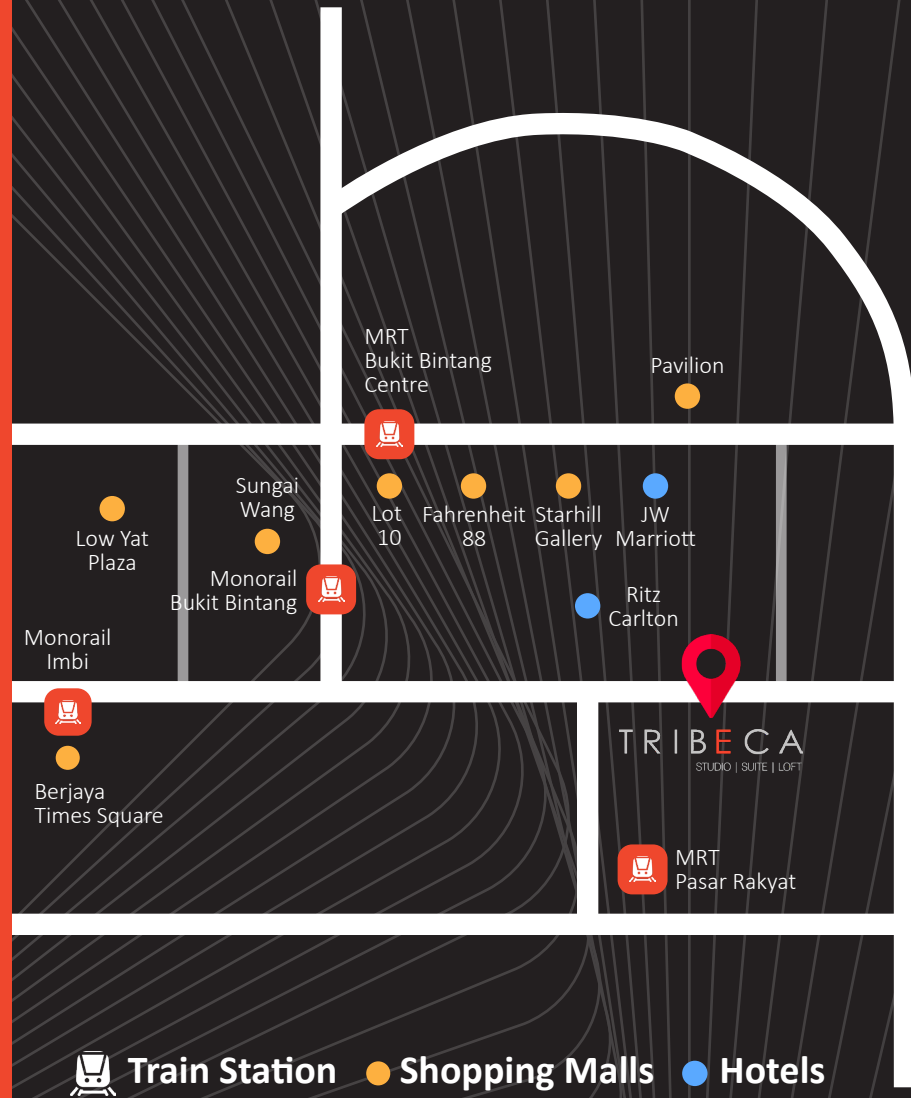 MRT
Bukit Bintang
Centre
Pavilion
Sungai
Wang
Low Yat
Plaza
Lot
10
Fahrenheit
88
Starhill
Gallery
JW
Marriott
Monorail
Bukit Bintang
Ritz
Carlton
Monorail
Imbi
TRIBECA
STUDIO | SUITE | LOFT
Berjaya
Times Square
MRT
Pasar Rakyat
Train Station
Shopping Malls
Hotels